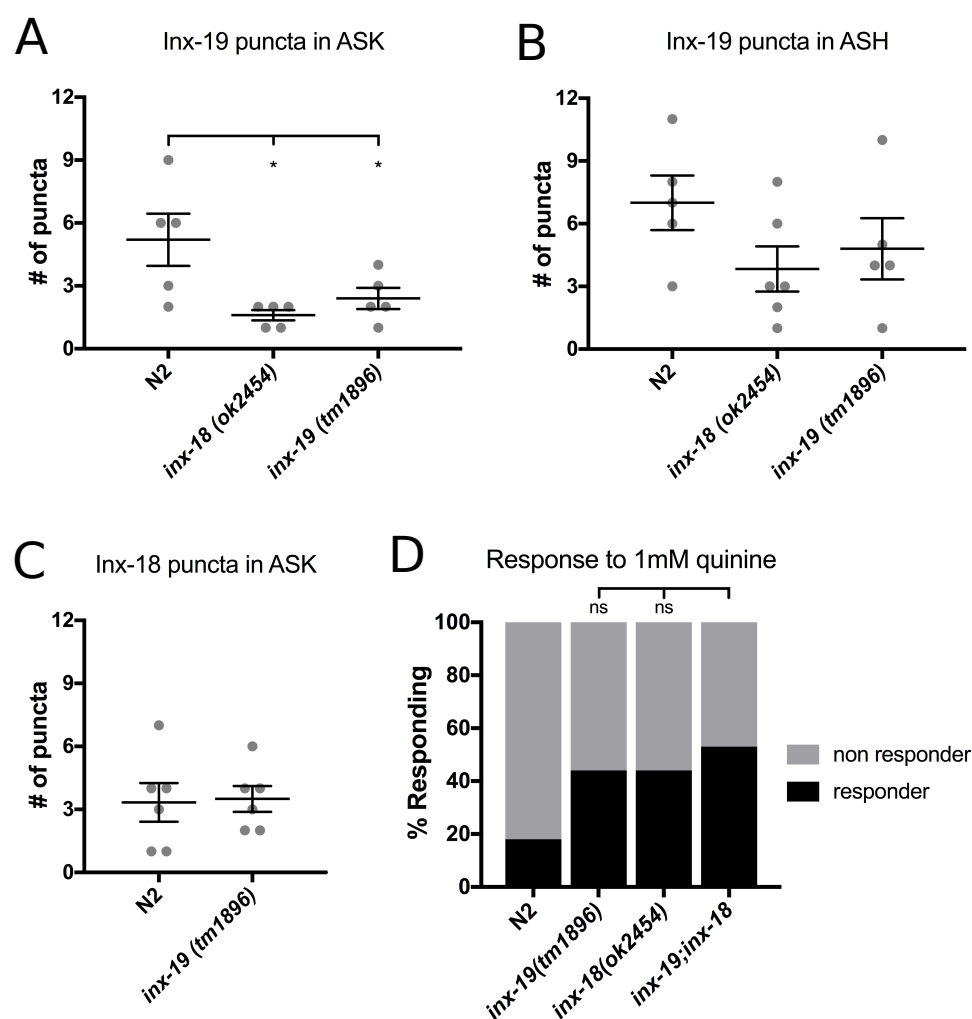 A
Inx-19 puncta in ASK
# of puncta
12
9
6
3
0
* *
N2
inx-18 (ok2454)
inx-19 (tm1896)
B
Inx-19 puncta in ASH
# of puncta
12
9
6
3
0
N2
inx-18 (ok2454)
inx-19 (tm1896)
C
Inx-18 puncta in ASK
# of puncta
12
9
6
3
0
N2
inx-19 (tm1896)
D
Response to 1mM quinine
ns ns
% Responding
100
80
60
40
20
0
N2
inx-19(tm1896)
inx-18(ok2454)
inx-19;inx-18
non responder
responder